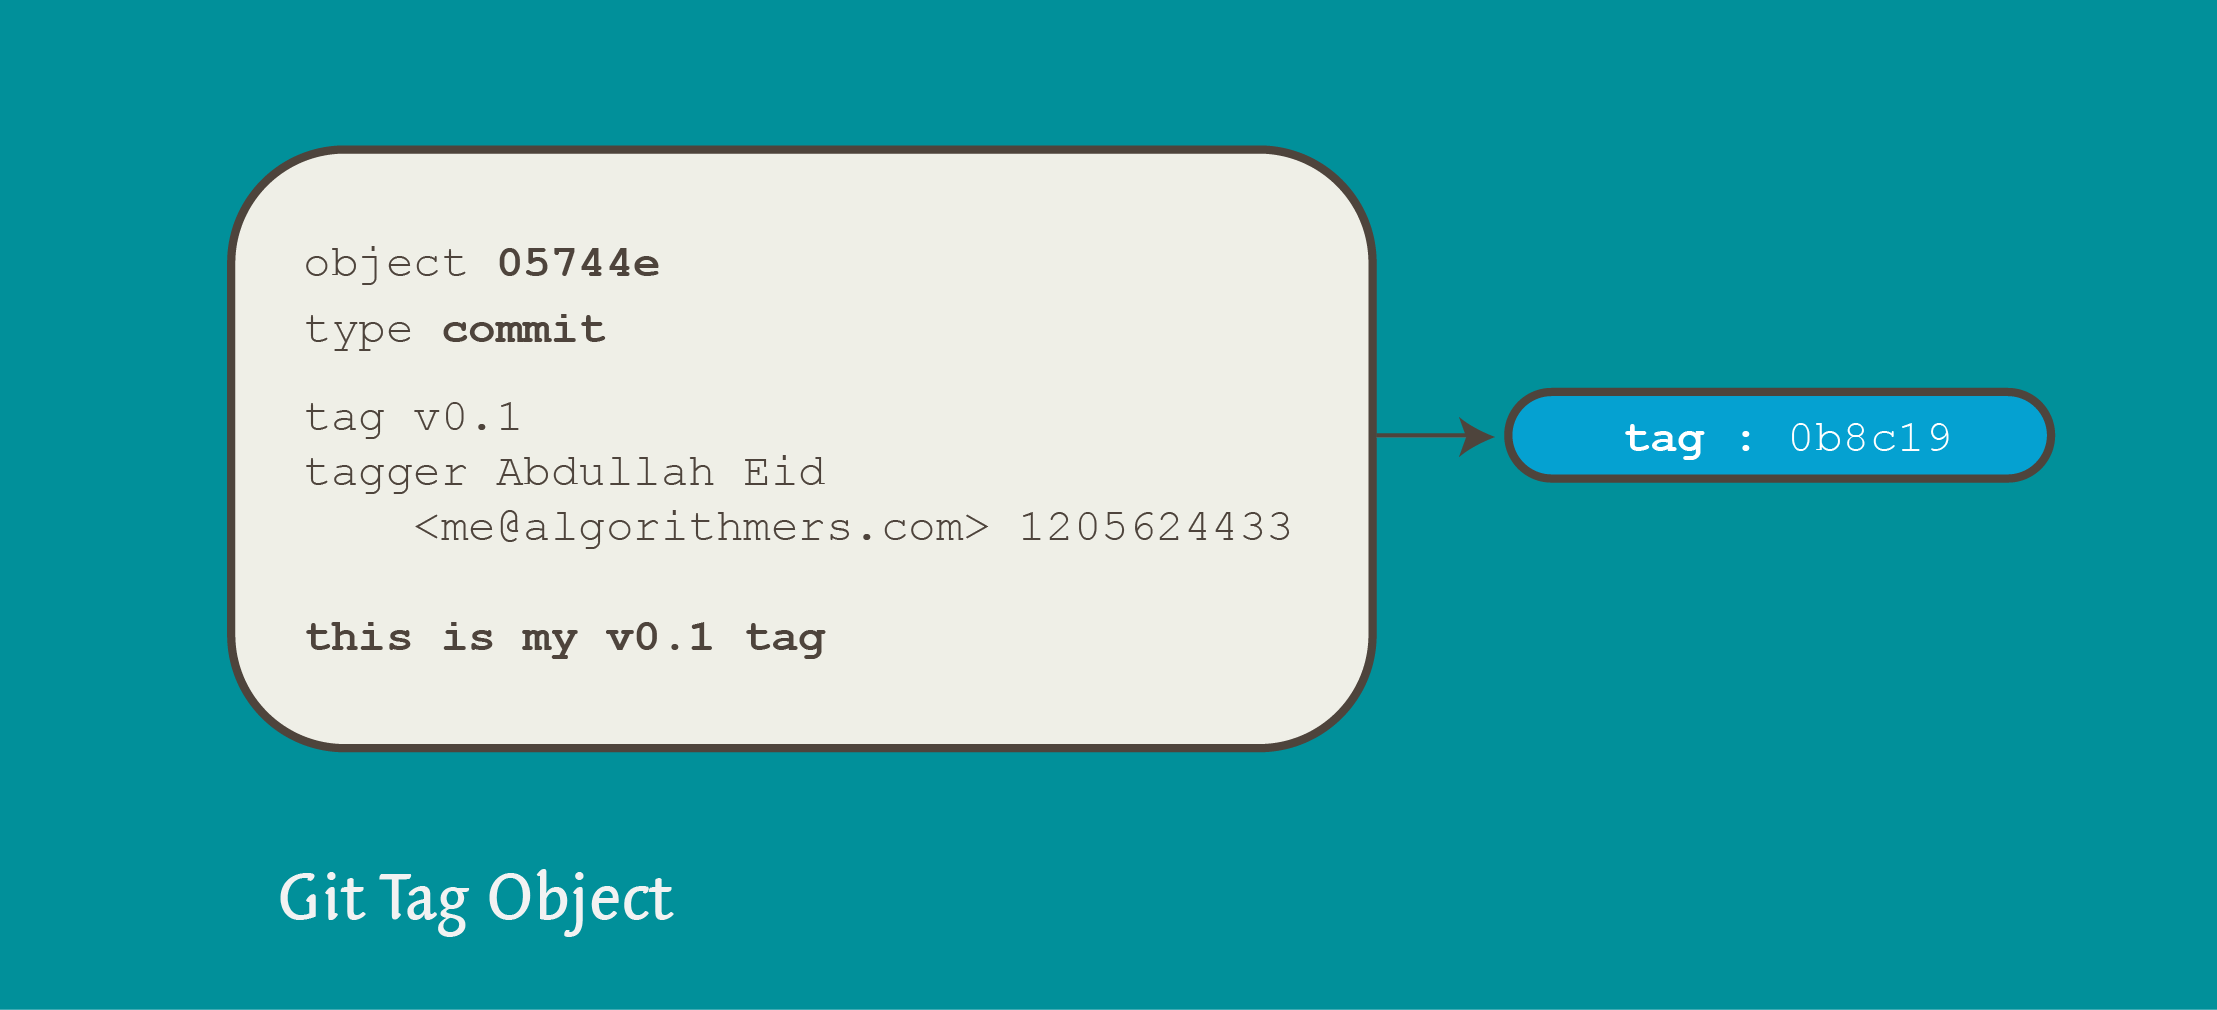 object 05744e
type commit
tag v0.1
tagger Abdullah Eid
<me@algorithmers.com> 1205624433
this is my v0.1 tag
tag : 0b8c19
Git Tag Object